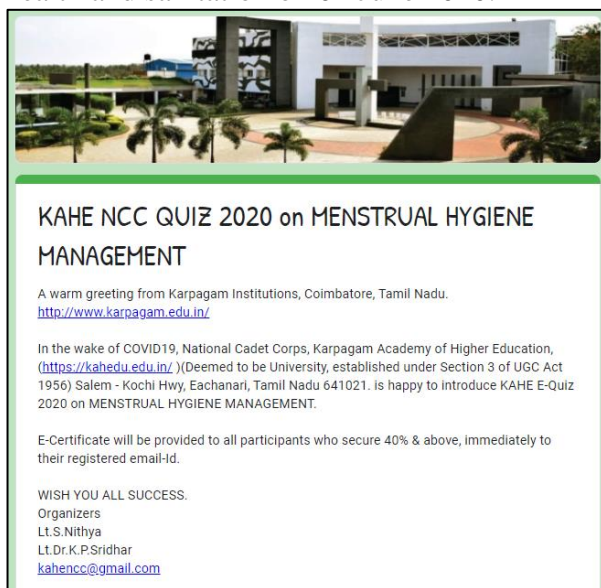 KAHE NCC QUIZ 2020 on MENSTRUAL HYGIENE
MANAGEMENT
A warm greeting from Karpagam Institutions, Coimbatore, Tamil Nadu.
http://www.karpagam.edu.in/
In the wake of COVID19, National Cadet Corps, Karpagam Academy of Higher Education,
(https://kahedu.edu.in/ )(Deemed to be University, established under Section 3 of UGC Act
1956) Salem - Kochi Hwy, Eachanari, Tamil Nadu 641021. is happy to introduce KAHE E-Quiz
2020 on MENSTRUAL HYGIENE MANAGEMENT.
E-Certificate will be provided to all participants who secure 40% & above, immediately to
their registered email-Id.
WISH YOU ALL SUCCESS.
Organizers
Lt.S.Nithya
Lt.Dr.K.P.Sridhar
kahencc@gmail.com